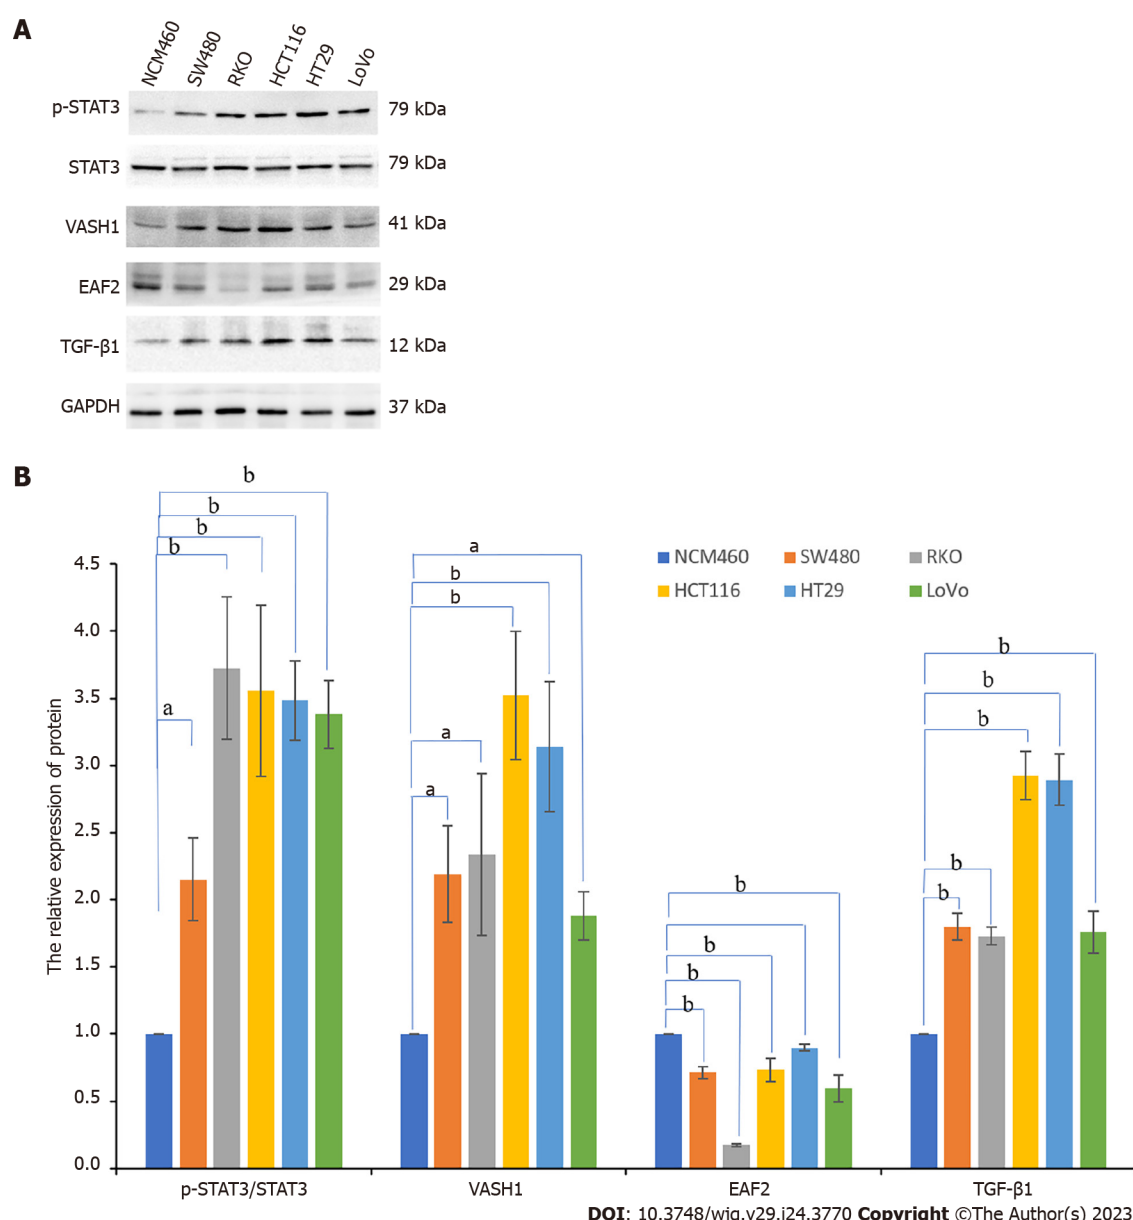 A
NCM460 SW480 RKO HCT116 HT29 LoVo
p-STAT3 79 kDa
STAT3 79 kDa
VASH1 41 kDa
EAF2 29 kDa
TGF-β1 12 kDa
GAPDH 37 kDa
B
b
b
b
b
a
a
b
b
a
a
b
b
b
b
b
b
b
b
b
NCM460 SW480 RKO
HCT116 HT29 LoVo
The relative expression of protein
4.5
4.0
3.5
3.0
2.5
2.0
1.5
1.0
0.5
0.0
p-STAT3/STAT3 VASH1 EAF2 TGF-β1
DOI: 10.3748/wjg.v29.i24.3770 Copyright ©The Author(s) 2023